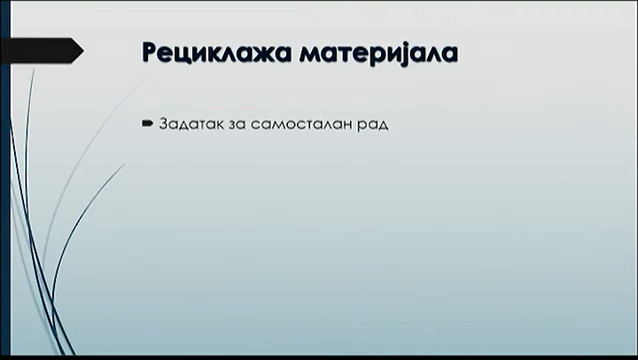 Рециклажа материјала
Задатак за самосталан рад